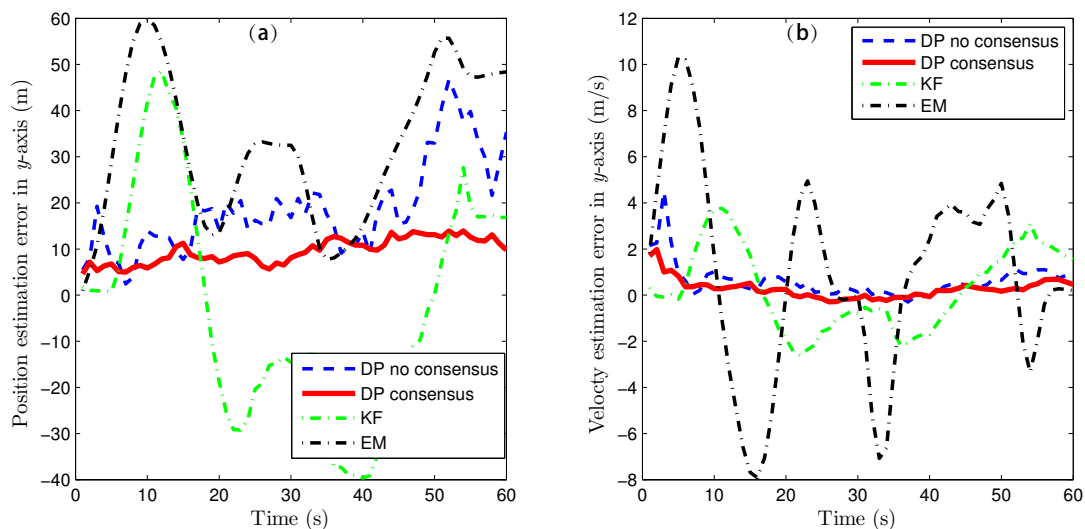 (a)
Position estimation error in y-axis (m)
60
50
40
30
20
10
0
−10
−20
−30
−40
0 10 20 30 40 50 60
Time (s)
DP no consensus
DP consensus
KF
EM
(b)
Velocty estimation error in y-axis (m/s)
12
10
8
6
4
2
0
−2
−4
−6
−8
0 10 20 30 40 50 60
Time (s)
DP no consensus
DP consensus
KF
EM